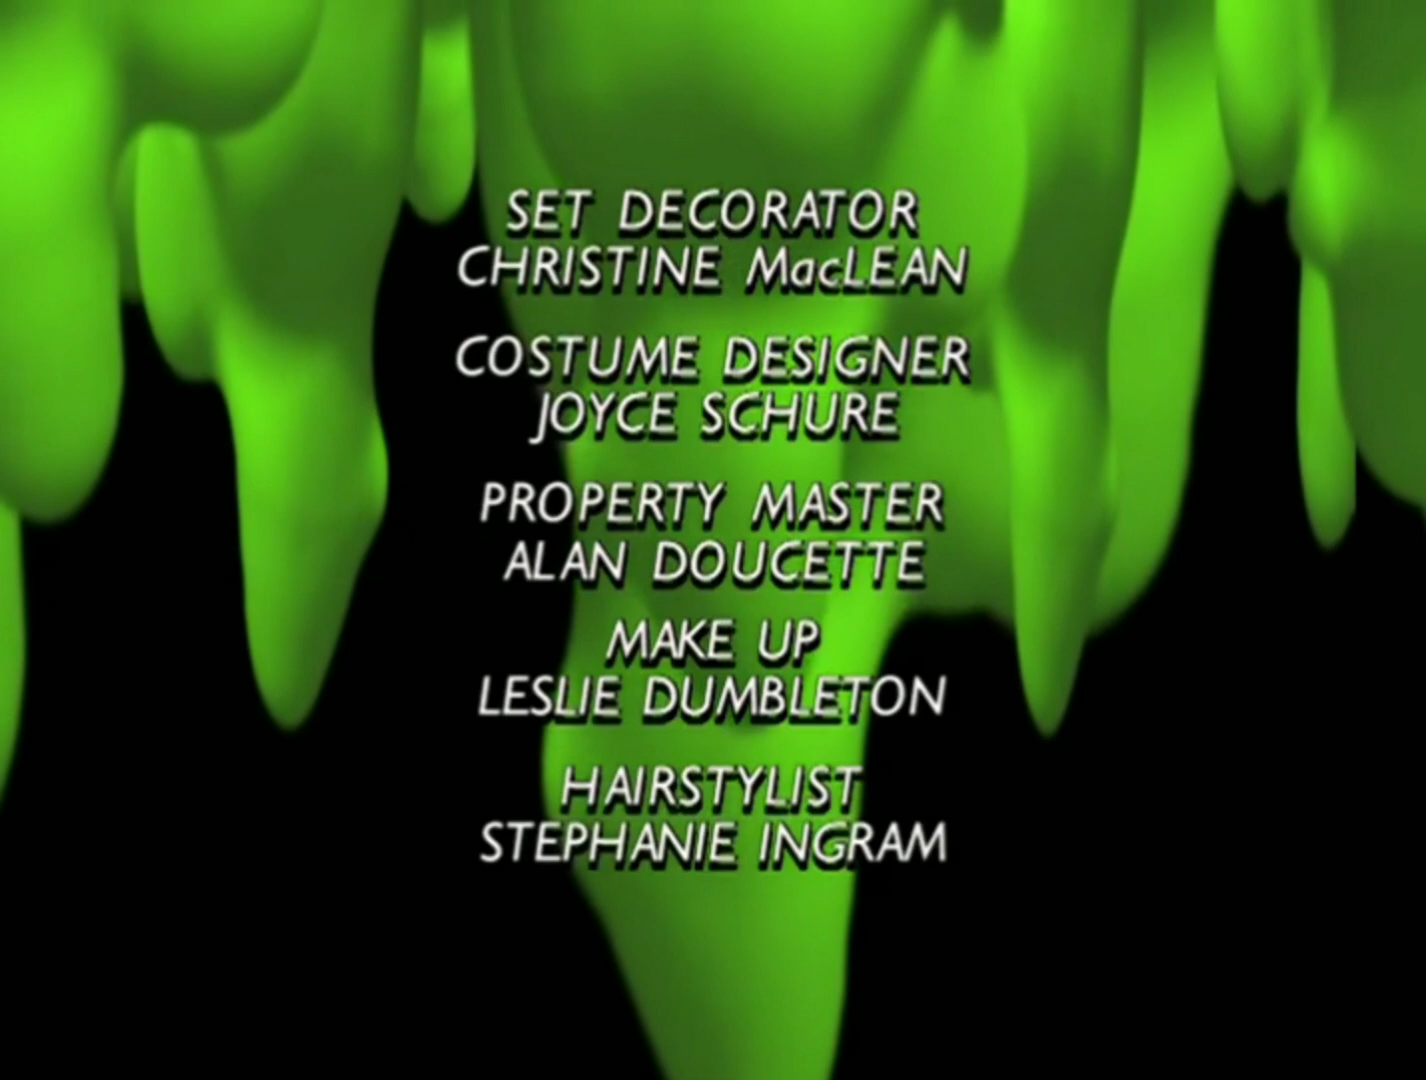 SET DECORATOR
CHRISTINE MacLEAN
COSTUME DESIGNER
JOYCE SCHURE
PROPERTY MASTER
ALAN DOUCETTE
MAKE UP
LESLIE DUMBLETON
HAIRSTYLIST
STEPHANIE INGRAM